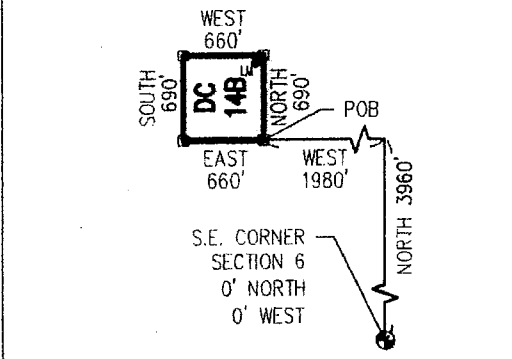 WEST
660'
SOUTH
690'
DC
14B
NORTH
690'
POB
EAST
660'
WEST
1980'
NORTH 3960'
S.E. CORNER
SECTION 6
0' NORTH
0' WEST